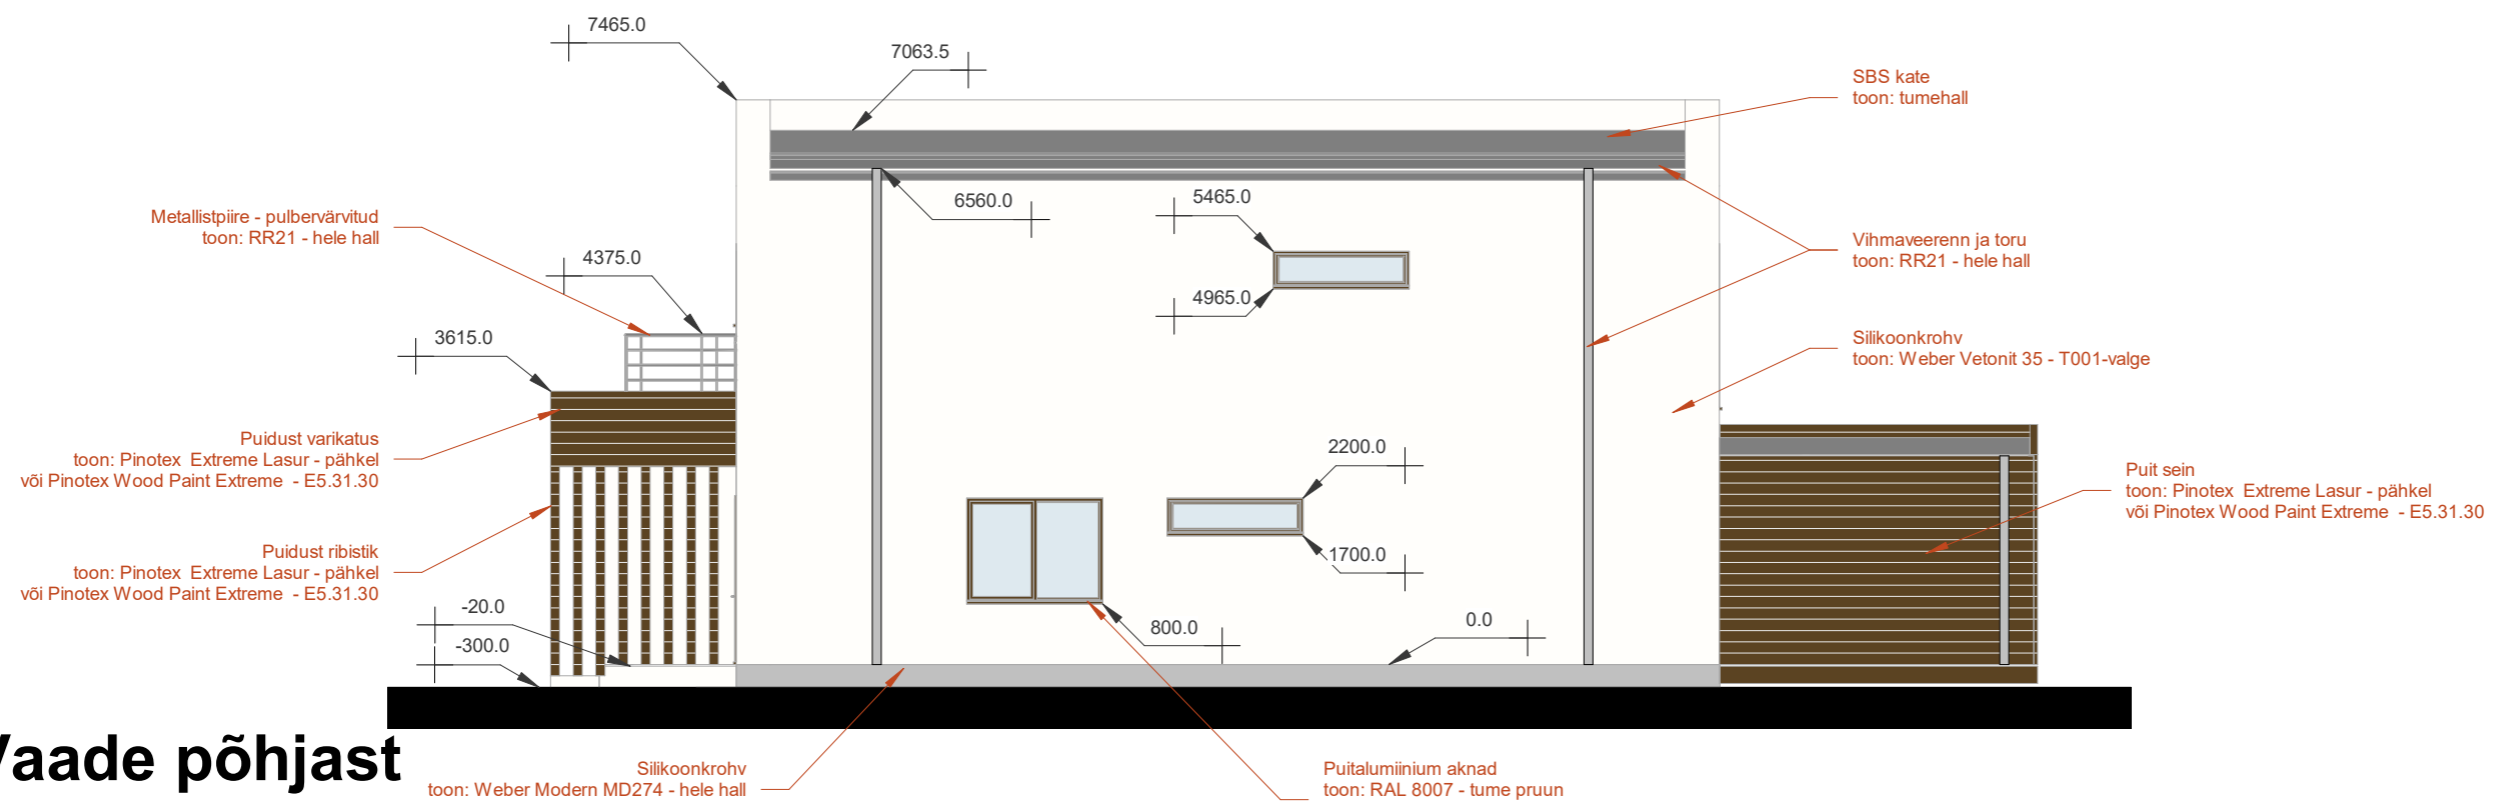 7465.0
7063.5
SBS kate
toon: tumehall
6560.0
5465.0
Metallistpiire - pulbervärvitud
toon: RR21 - hele hall
Vihmaveerenn ja toru
toon: RR21 - hele hall
4375.0
4965.0
3615.0
Silikoonkrohv
toon: Weber Vetonit 35 - T001-valge
Puidust varikatus
toon: Pinotex  Extreme Lasur - pähkel
või Pinotex Wood Paint Extreme  - E5.31.30
2200.0
Puit sein
toon: Pinotex  Extreme Lasur - pähkel
või Pinotex Wood Paint Extreme  - E5.31.30
Puidust ribistik
toon: Pinotex  Extreme Lasur - pähkel
või Pinotex Wood Paint Extreme  - E5.31.30
1700.0
-20.0
-300.0
800.0
0.0
Vaade põhjast
Silikoonkrohv
toon: Weber Modern MD274 - hele hall
Puitalumiinium aknad
toon: RAL 8007 - tume pruun